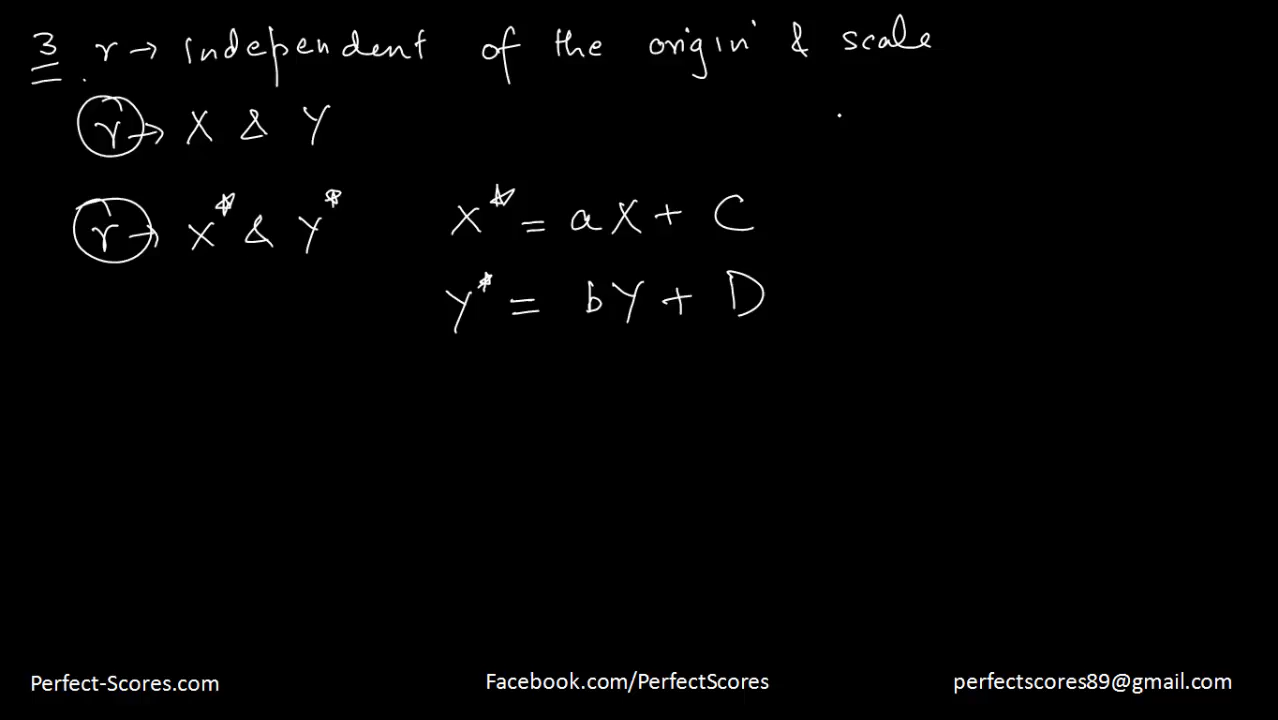 3. r → independent of the origin & scale
r → X & Y
r → X* & Y* X* = aX + C
Y* = bY + D
Perfect-Scores.com Facebook.com/PerfectScores perfectscores89@gmail.com